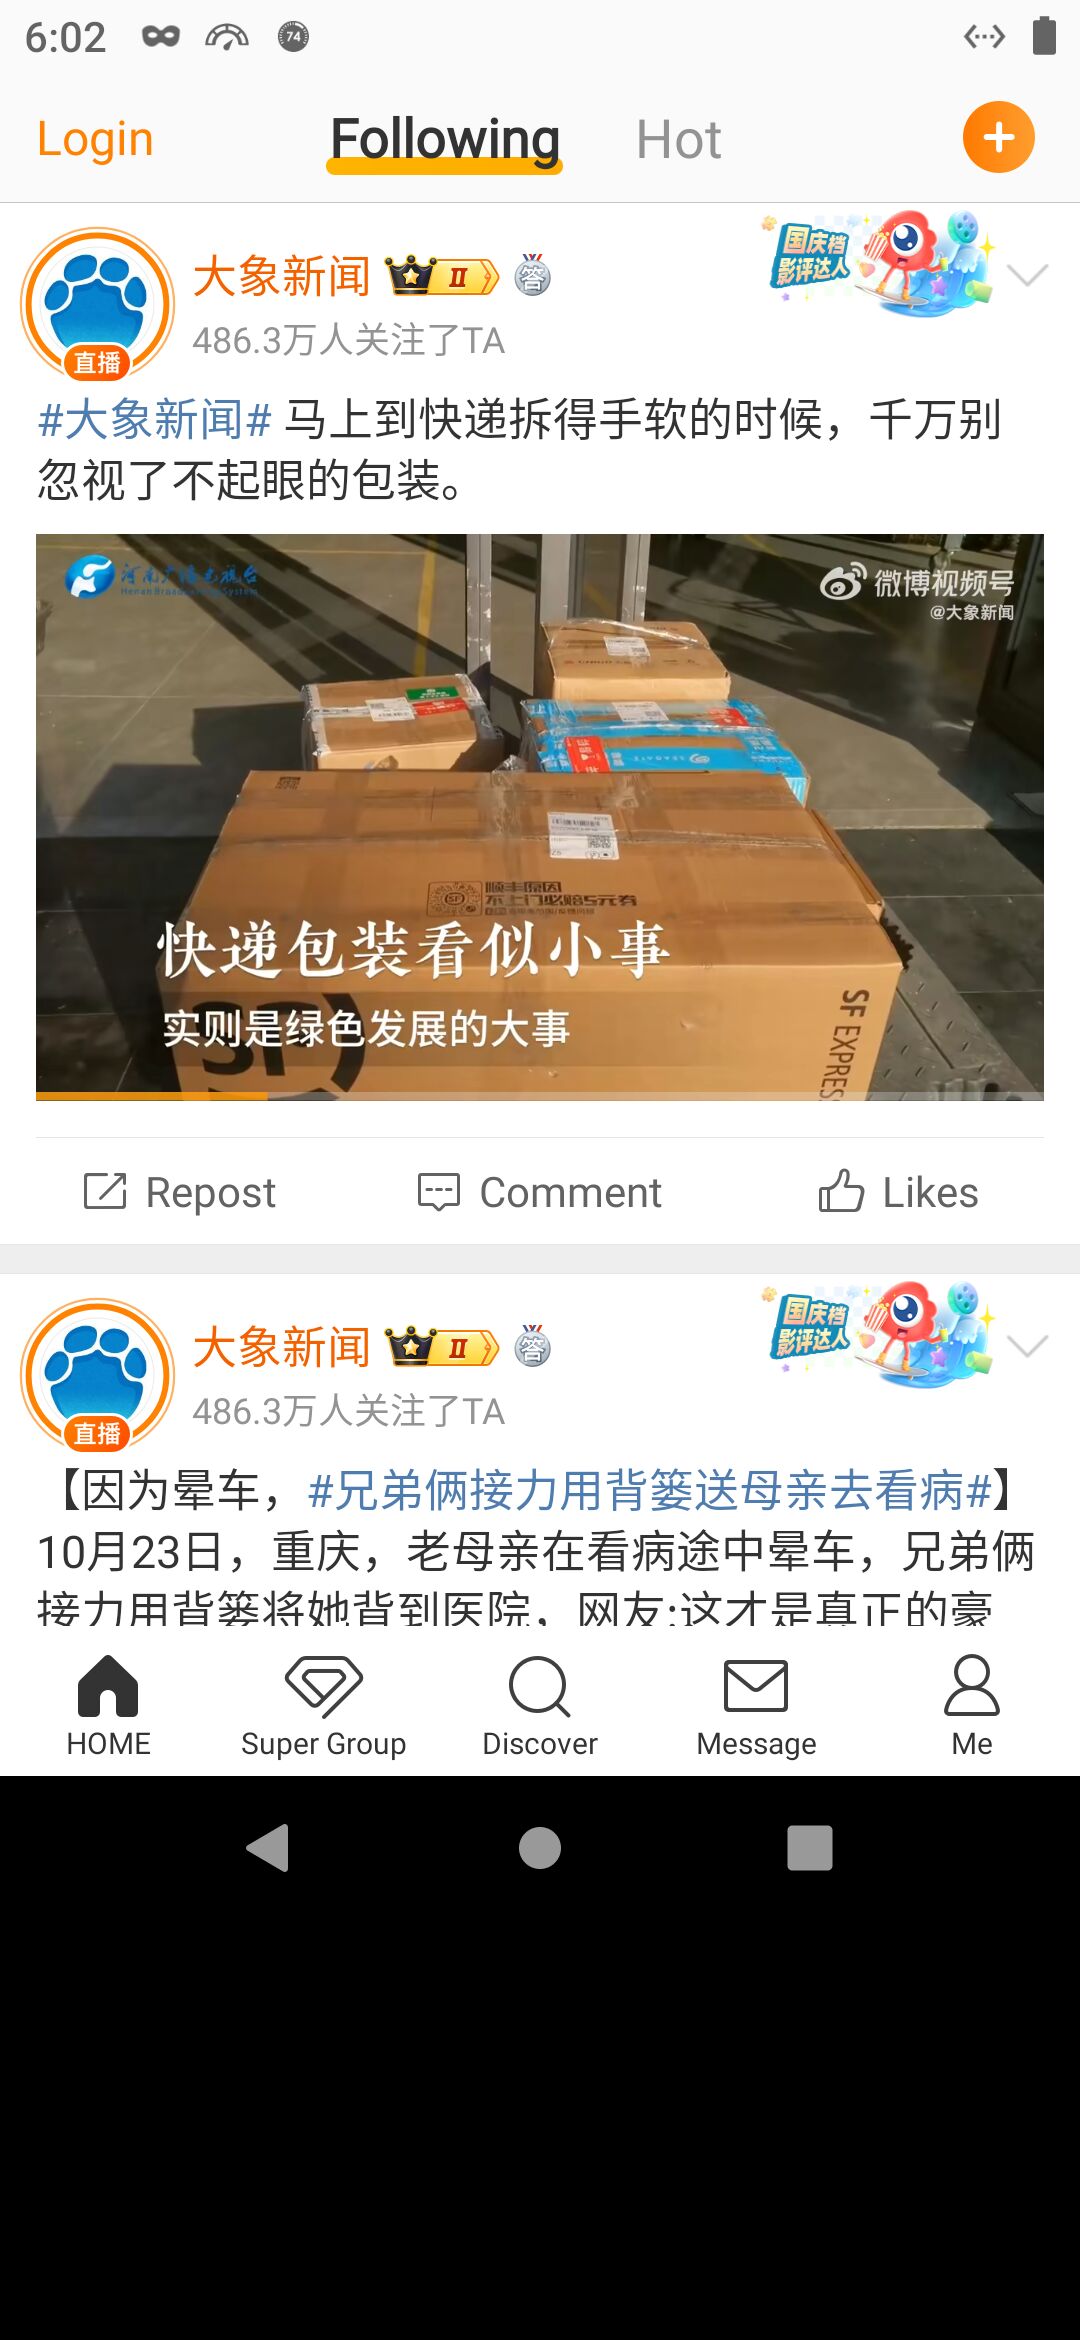 6:02
74
Login
Following
Hot
国庆档
影评达人
大象新闻
II
答
486.3万人关注了TA
直播
#大象新闻# 马上到快递拆得手软的时候，千万别
忽视了不起眼的包装。
河南广播电视台
Henan Broadcasting System
微博视频号
@大象新闻
SEAGATE
顺丰原因
不上门必赔5元券
快递包装看似小事
实则是绿色发展的大事
SF
SF EXPRESS
Repost
Comment
Likes
国庆档
影评达人
大象新闻
II
答
486.3万人关注了TA
直播
【因为晕车，#兄弟俩接力用背篓送母亲去看病#】
10月23日，重庆，老母亲在看病途中晕车，兄弟俩
接力用背篓将她背到医院，网友:这才是真正的豪
HOME
Super Group
Discover
Message
Me